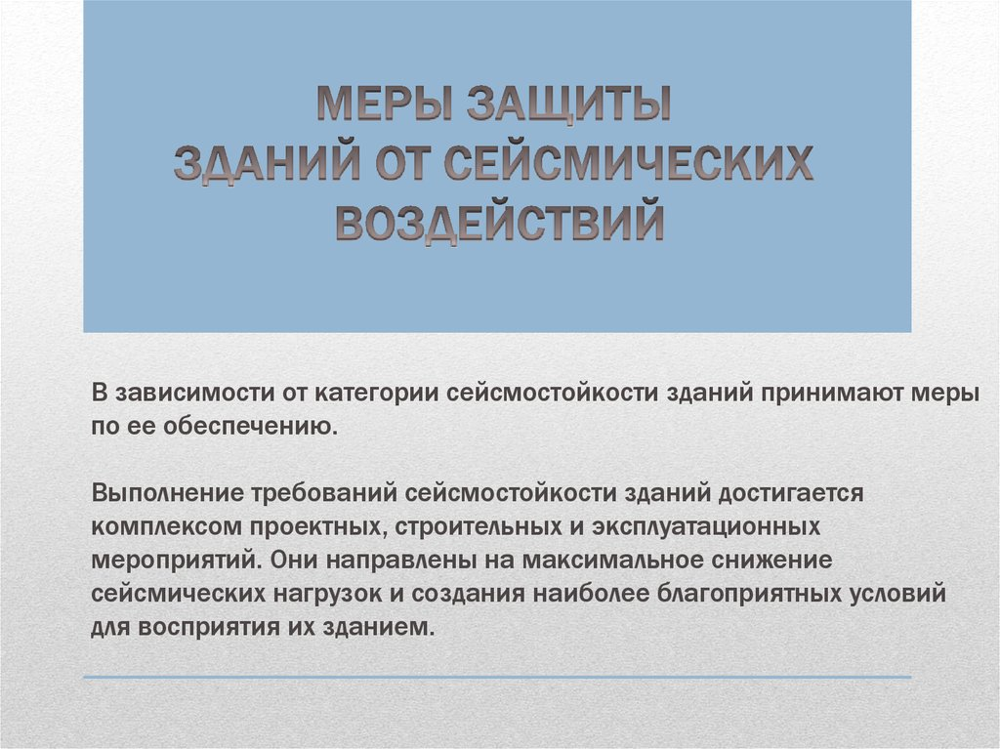 МЕРЫ ЗАЩИТЫ
ЗДАНИЙ ОТ СЕЙСМИЧЕСКИХ
ВОЗДЕЙСТВИЙ
В зависимости от категории сейсмостойкости зданий принимают меры
по ее обеспечению.
Выполнение требований сейсмостойкости зданий достигается
комплексом проектных, строительных и эксплуатационных
мероприятий. Они направлены на максимальное снижение
сейсмических нагрузок и создания наиболее благоприятных условий
для восприятия их зданием.